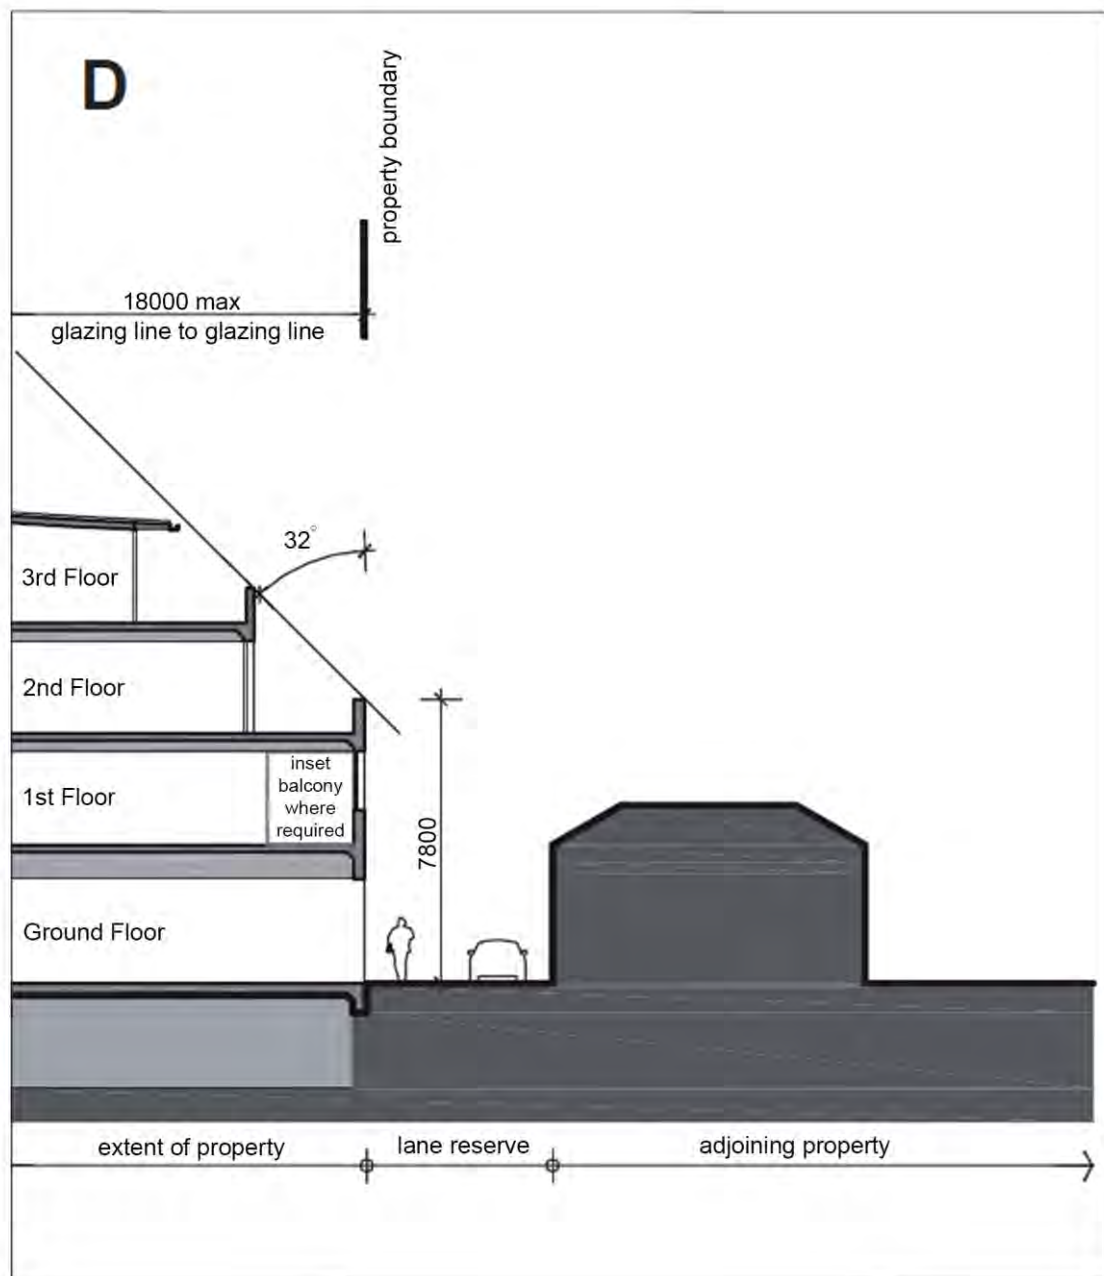 D
property boundary
18000 max
glazing line to glazing line
32°
3rd Floor
2nd Floor
1st Floor
inset
balcony
where
required
7800
Ground Floor
extent of property
lane reserve
adjoining property